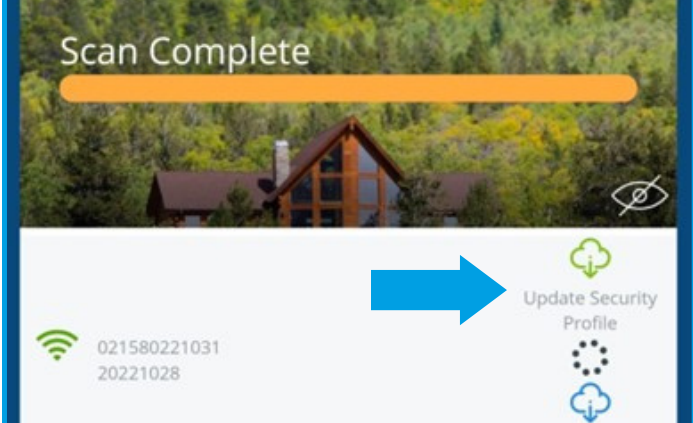 Scan Complete
Update Security
Profile
021580221031
20221028